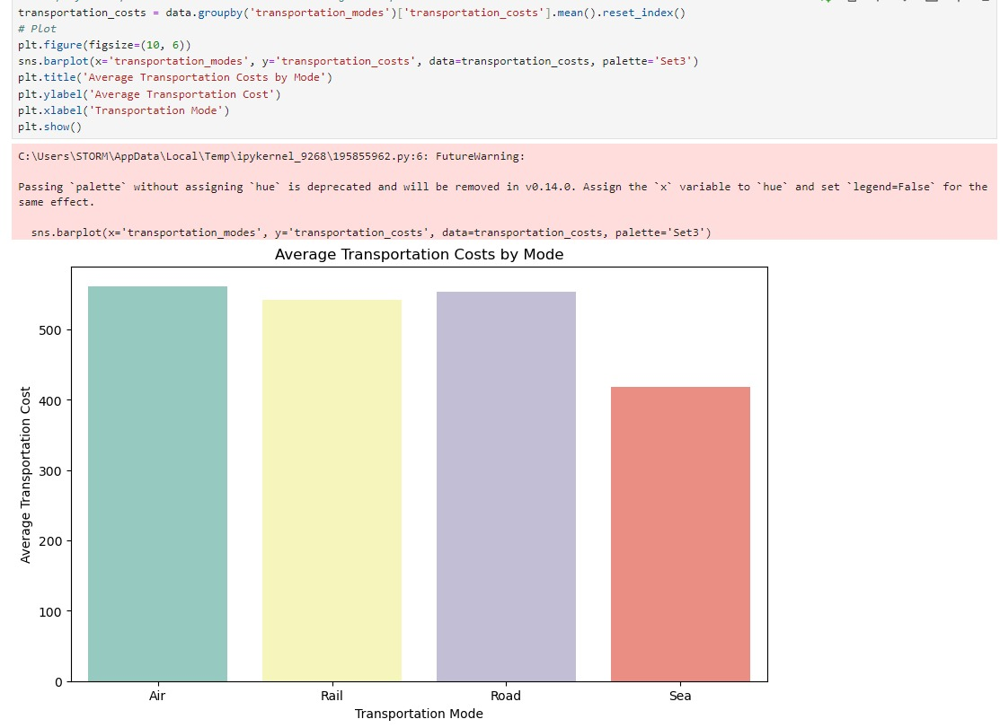 transportation_costs = data.groupby('transportation_modes')['transportation_costs'].mean().reset_index()
# Plot
plt.figure(figsize=(10, 6))
sns.barplot(x='transportation_modes', y='transportation_costs', data=transportation_costs, palette='Set3')
plt.title('Average Transportation Costs by Mode')
plt.ylabel('Average Transportation Cost')
plt.xlabel('Transportation Mode')
plt.show()
C:\Users\STORM\AppData\Local\Temp\ipykernel_9268\195855962.py:6: FutureWarning:
Passing `palette` without assigning `hue` is deprecated and will be removed in v0.14.0. Assign the `x` variable to `hue` and set `legend=False` for the
same effect.
sns.barplot(x='transportation_modes', y='transportation_costs', data=transportation_costs, palette='Set3')
Average Transportation Costs by Mode
Average Transportation Cost
500
400
300
200
100
0
Air Rail Road Sea
Transportation Mode